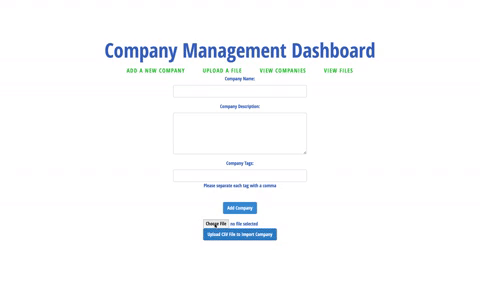 Company Management Dashboard
ADD A NEW COMPANY UPLOAD A FILE VIEW COMPANIES VIEW FILES
Company Name:
Company Description:
Company Tags:
Please separate each tag with a comma
Add Company
Choose File no file selected
Upload CSV File to Import Company